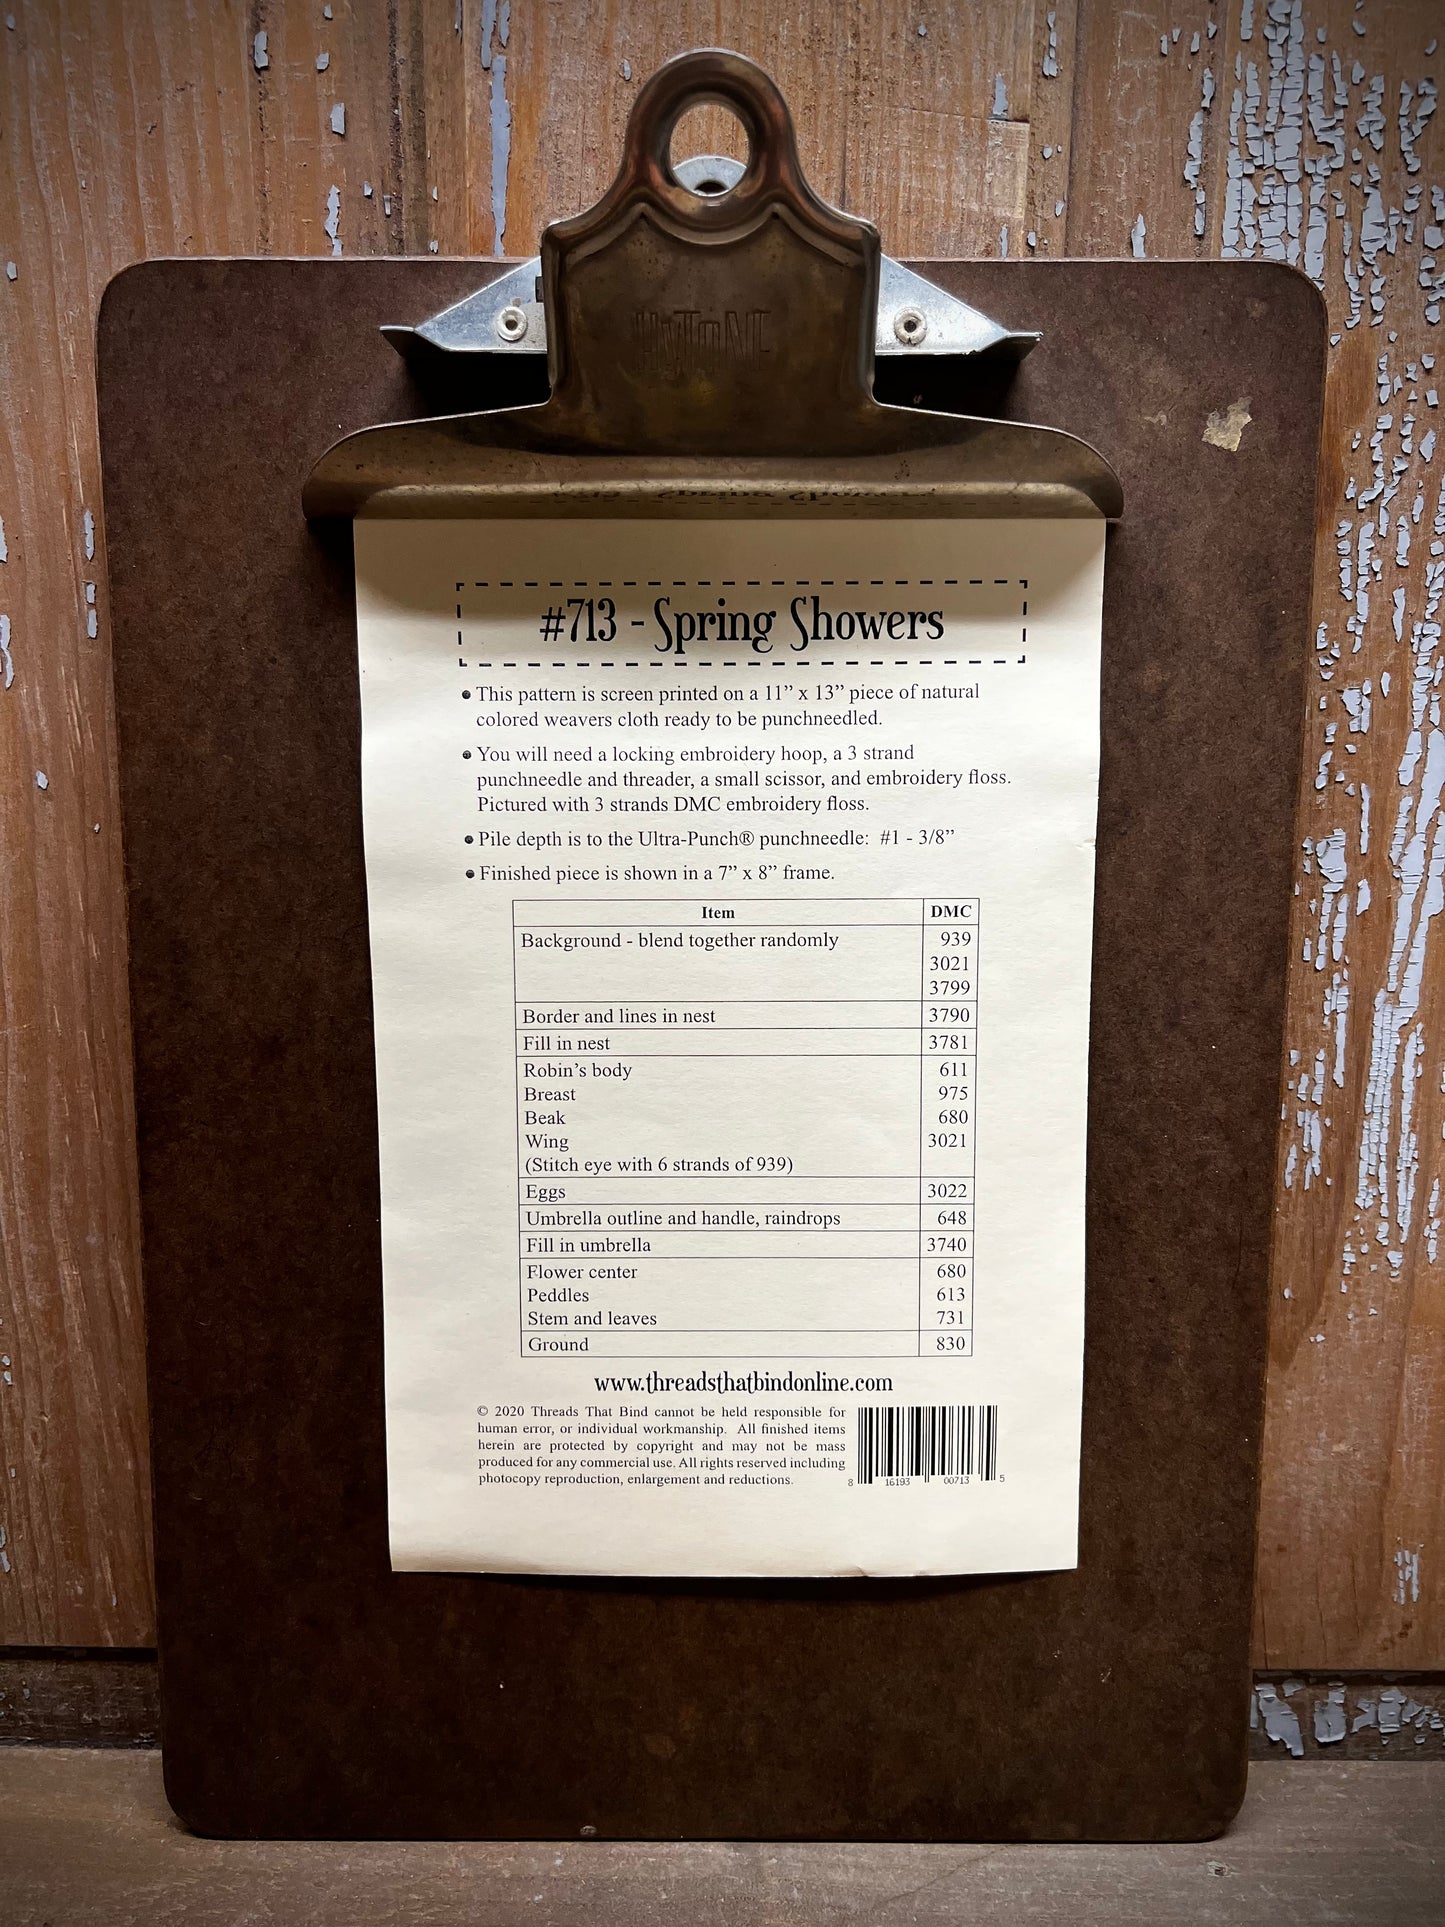 #713 - Spring Showers
• This pattern is screen printed on a 11” x 13” piece of natural
colored weavers cloth ready to be punchneedled.
• You will need a locking embroidery hoop, a 3 strand
punchneedle and threader, a small scissor, and embroidery floss.
Pictured with 3 strands DMC embroidery floss.
• Pile depth is to the Ultra-Punch® punchneedle: #1 - 3/8”
• Finished piece is shown in a 7” x 8” frame.
Item DMC
Background - blend together randomly 939
3021
3799
Border and lines in nest 3790
Fill in nest 3781
Robin’s body 611
Breast 975
Beak 680
Wing 3021
(Stitch eye with 6 strands of 939)
Eggs 3022
Umbrella outline and handle, raindrops 648
Fill in umbrella 3740
Flower center 680
Peddles 613
Stem and leaves 731
Ground 830
www.threadsthatbindonline.com
© 2020 Threads That Bind cannot be held responsible for
human error, or individual workmanship. All finished items
herein are protected by copyright and may not be mass
produced for any commercial use. All rights reserved including
photocopy reproduction, enlargement and reductions.
8 16193 00713 5